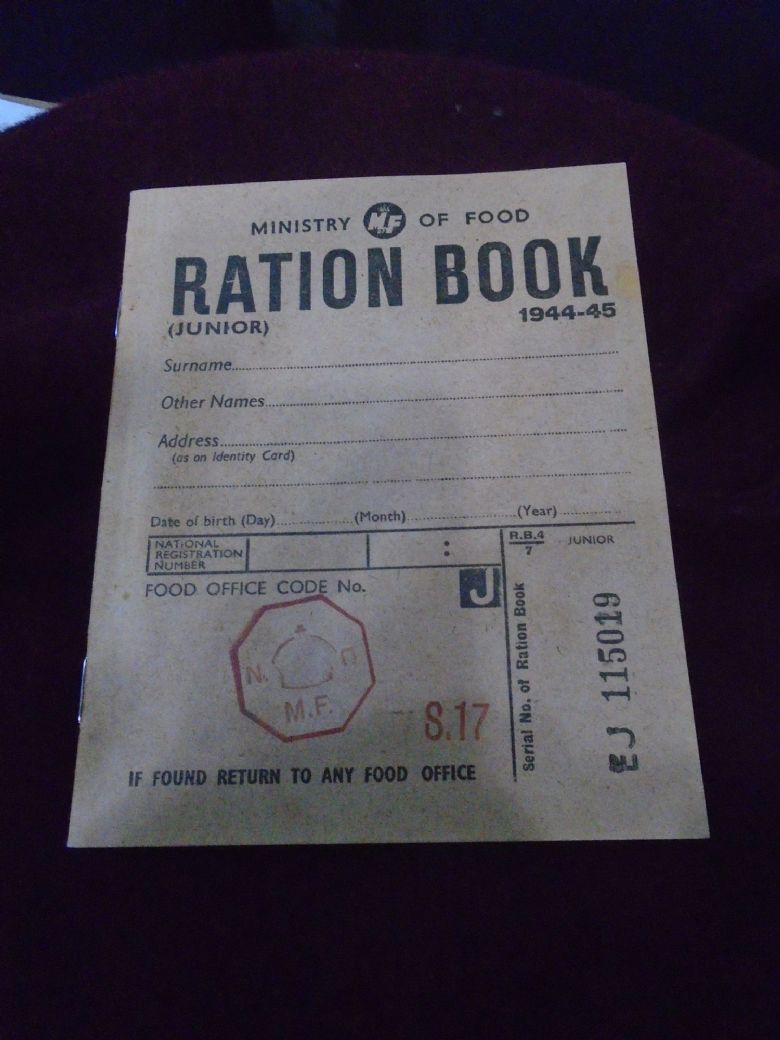 MINISTRY MF OF FOOD
RATION BOOK
(JUNIOR)
1944-45
Surname
Other Names
Address
(as on Identity Card)
Date of birth (Day) (Month) (Year)
NATIONAL
REGISTRATION
NUMBER
:
R.B.4
7
JUNIOR
FOOD OFFICE CODE No.
J
N.
M.F.
S.17
Serial No. of Ration Book
EJ 115019
IF FOUND RETURN TO ANY FOOD OFFICE